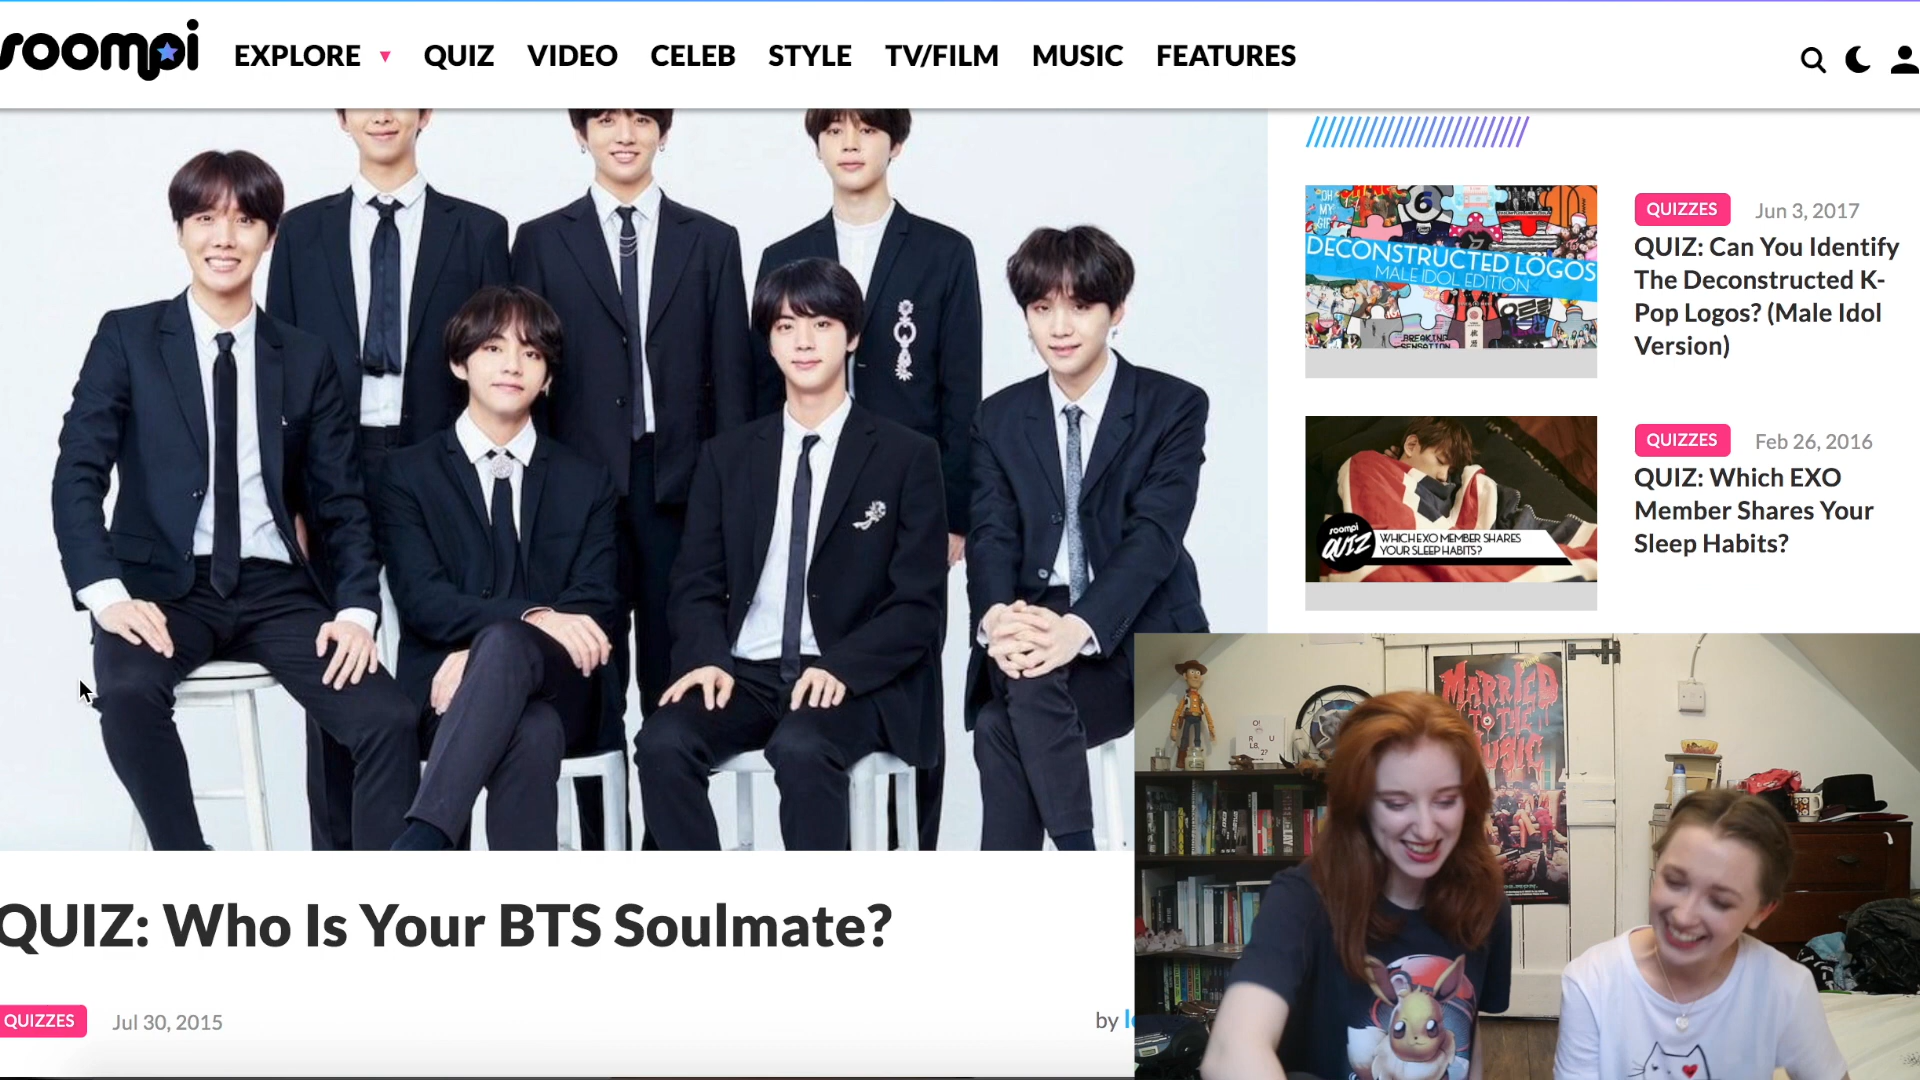 soompi
EXPLORE ▼ QUIZ VIDEO CELEB STYLE TV/FILM MUSIC FEATURES
DECONSTRUCTED LOGOS
MALE IDOL EDITION
BREAKING
SENSATION
QUIZZES Jun 3, 2017
QUIZ: Can You Identify
The Deconstructed K-
Pop Logos? (Male Idol
Version)
soompi
QUIZ
WHICH EXO MEMBER SHARES
YOUR SLEEP HABITS?
QUIZZES Feb 26, 2016
QUIZ: Which EXO
Member Shares Your
Sleep Habits?
MARRIED
TO THE
MUSIC
QUIZ: Who Is Your BTS Soulmate?
QUIZZES Jul 30, 2015
by